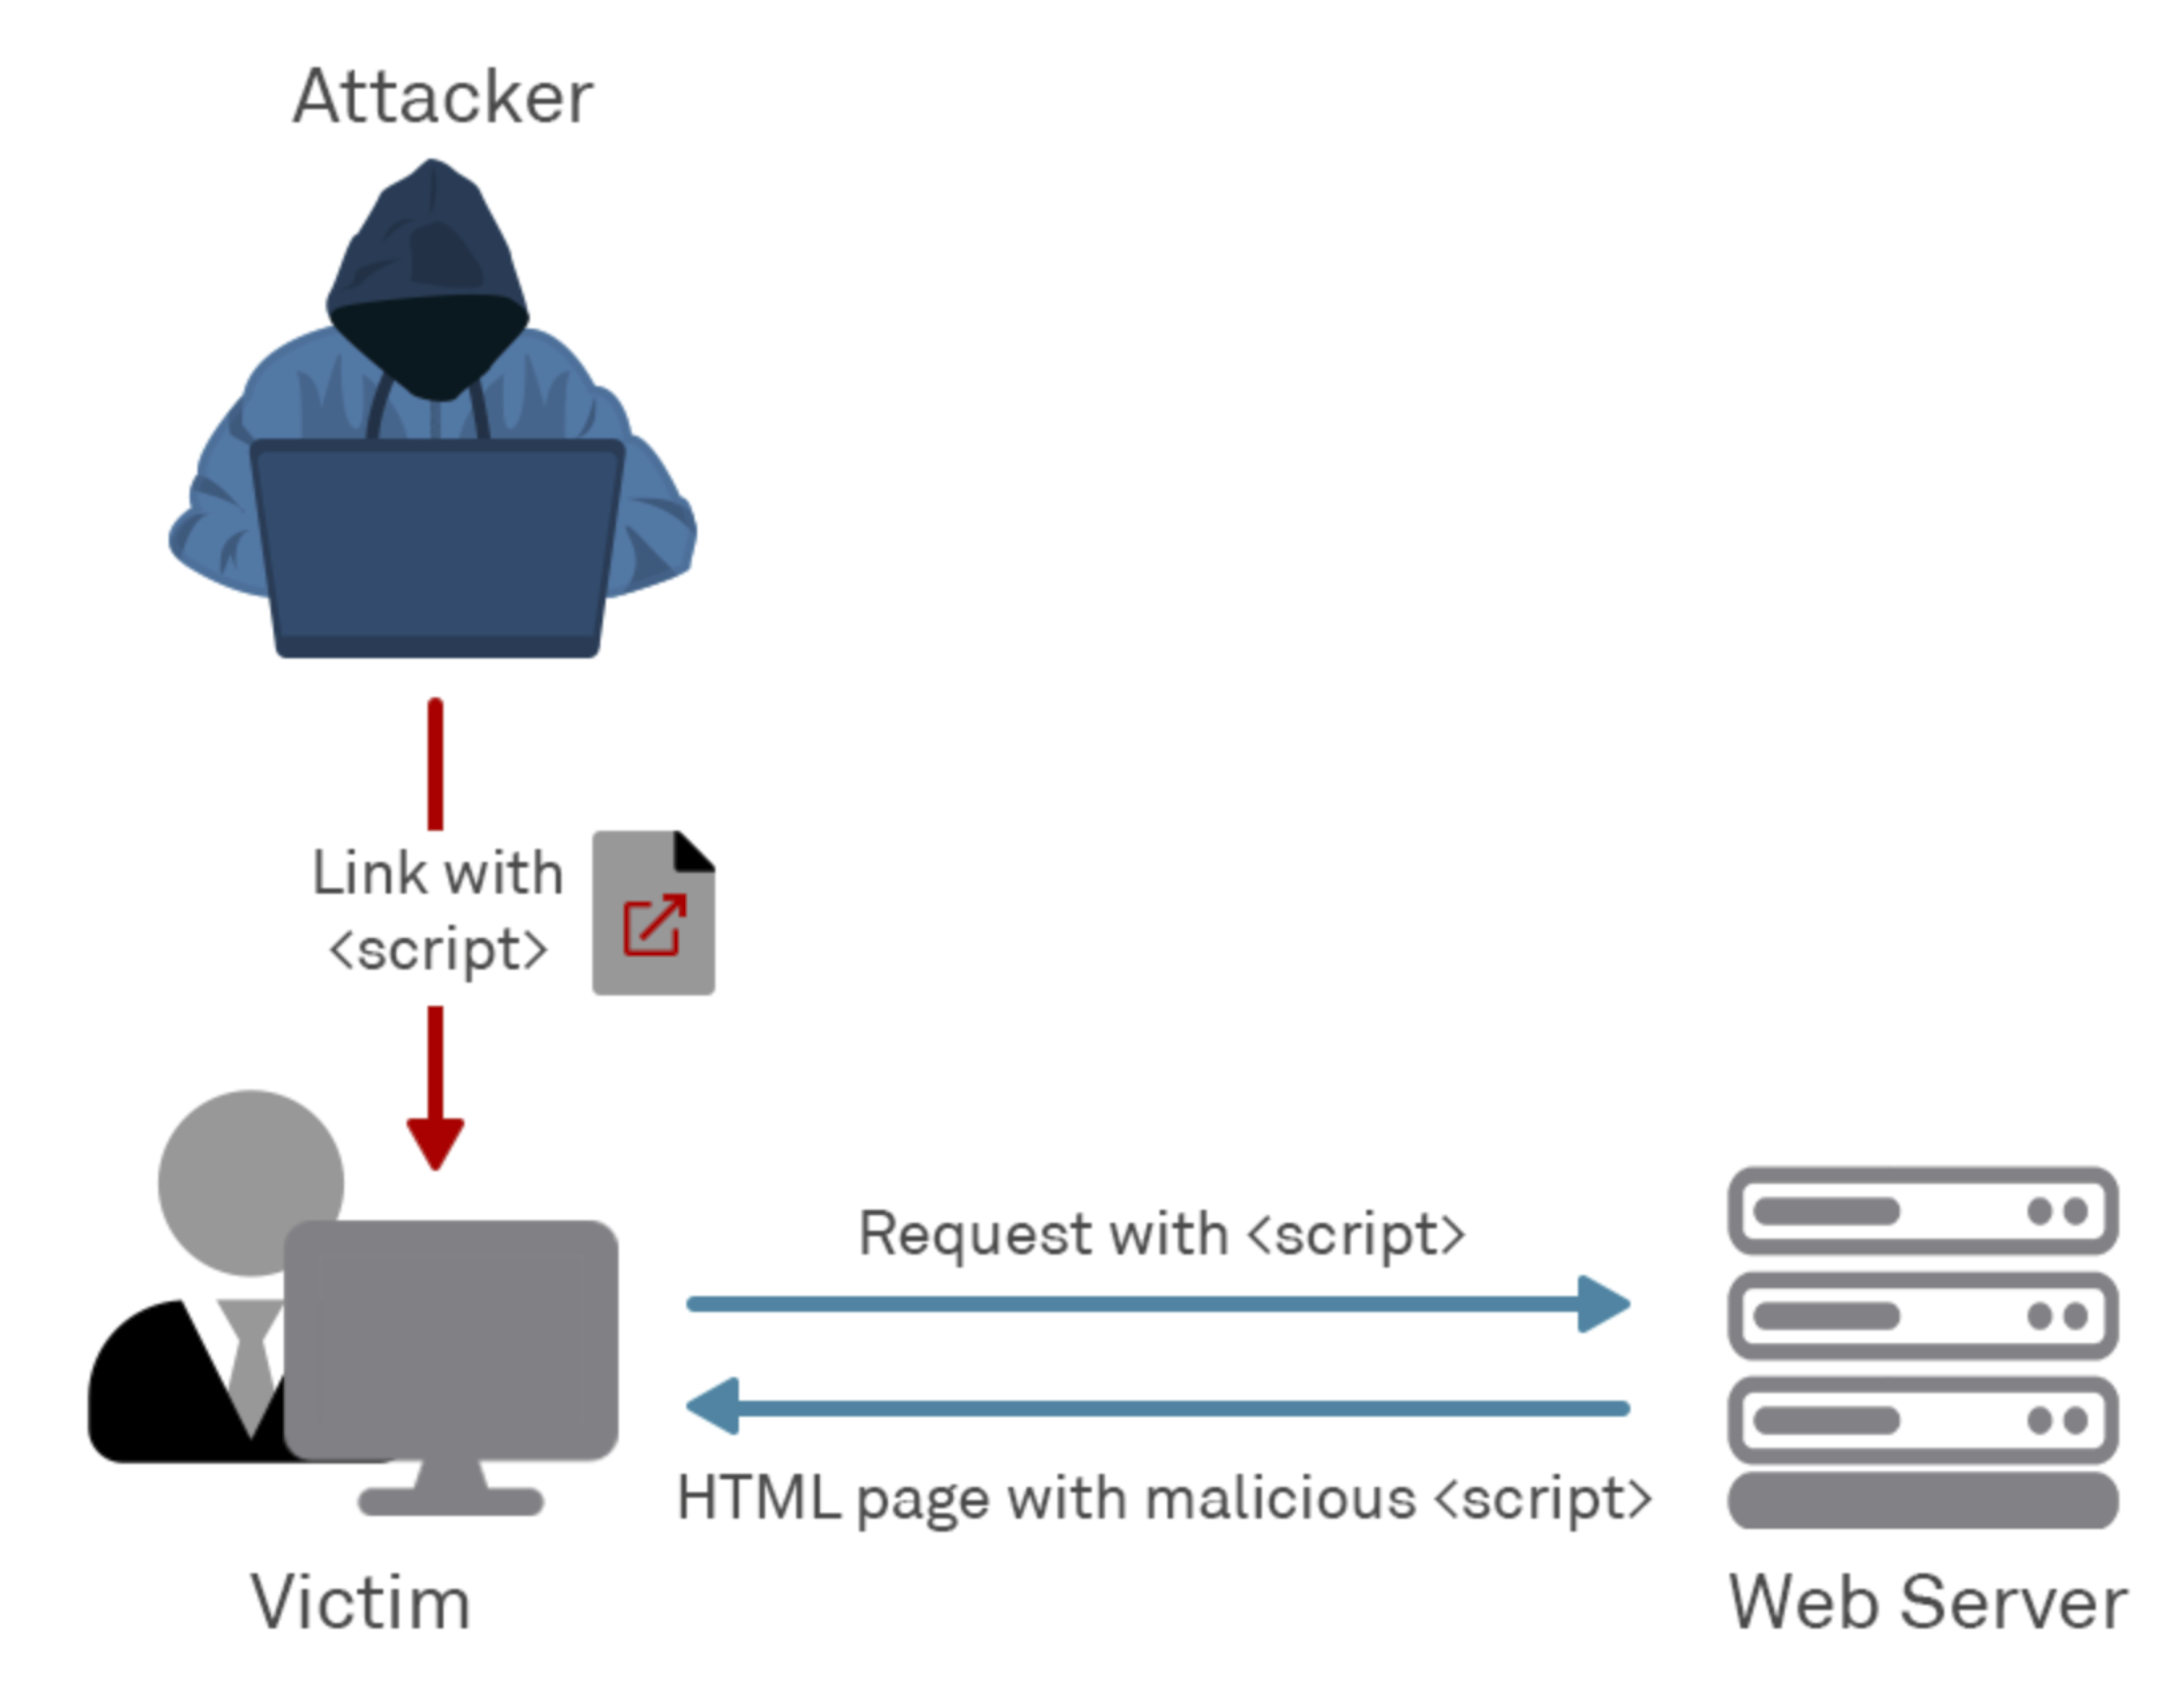 Attacker
Link with
<script>
Request with <script>
HTML page with malicious <script>
Victim
Web Server